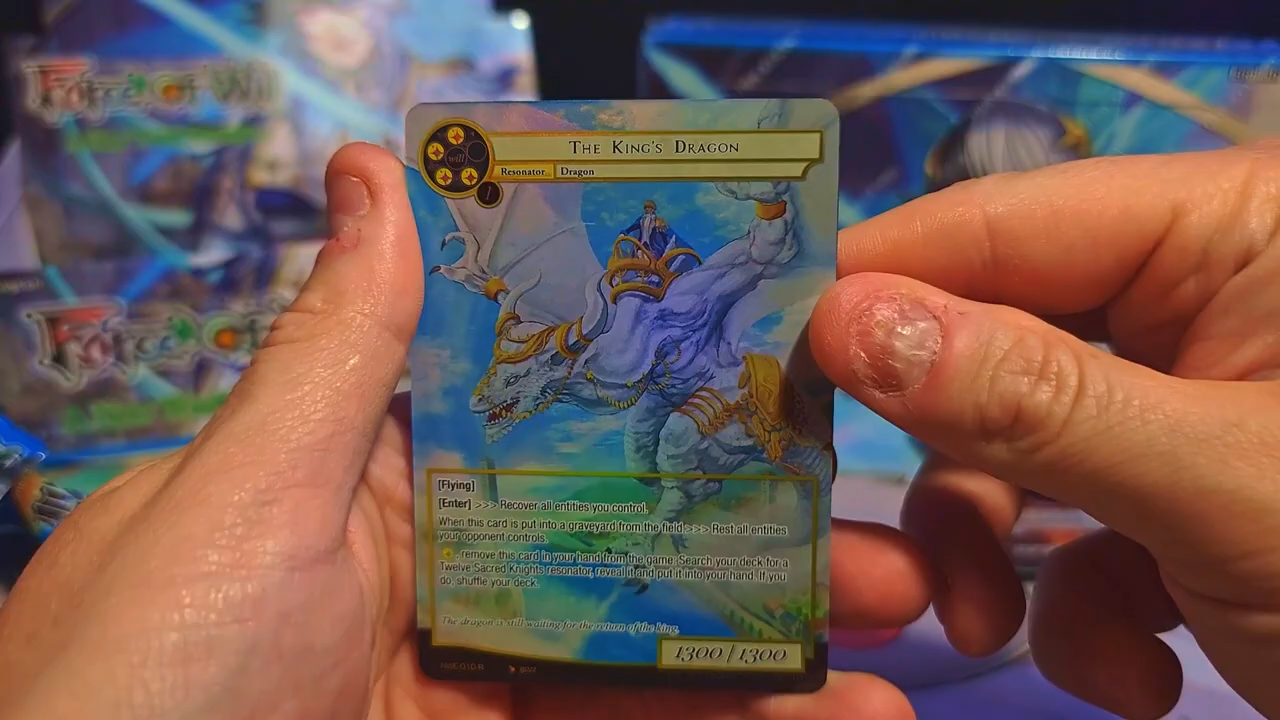 Force Of Wil
will
THE KING'S DRAGON
Resonator Dragon
1
[Flying]
[Enter] >>> Recover all entities you control.
When this card is put into a graveyard from the field >>> Rest all entities
your opponent controls.
, remove this card in your hand from the game: Search your deck for a
Twelve Sacred Knights resonator, reveal it and put it into your hand. If you
do, shuffle your deck.
The dragon is still waiting for the return of the king.
1300/1300
Force Of